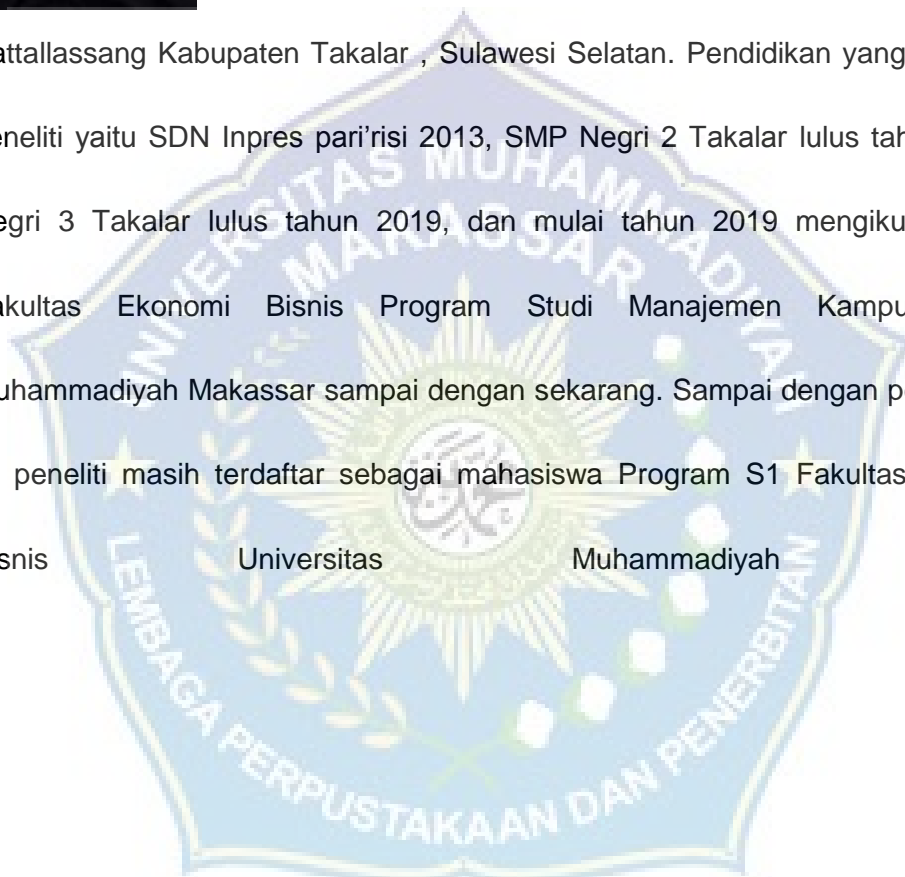 attallassang Kabupaten Takalar , Sulawesi Selatan. Pendidikan yang
eneliti yaitu SDN Inpres pari'risi 2013, SMP Negri 2 Takalar lulus tah
egri 3 Takalar lulus tahun 2019, dan mulai tahun 2019 mengiku
akultas Ekonomi Bisnis Program Studi Manajemen Kampu
uhammadiyah Makassar sampai dengan sekarang. Sampai dengan p
peneliti masih terdaftar sebagai mahasiswa Program S1 Fakultas
isnis Universitas Muhammadiyah
UNIVERSITAS MUHAMMADIYAH
MAKASSAR
LEMBAGA PERPUSTAKAAN DAN PENERBITAN